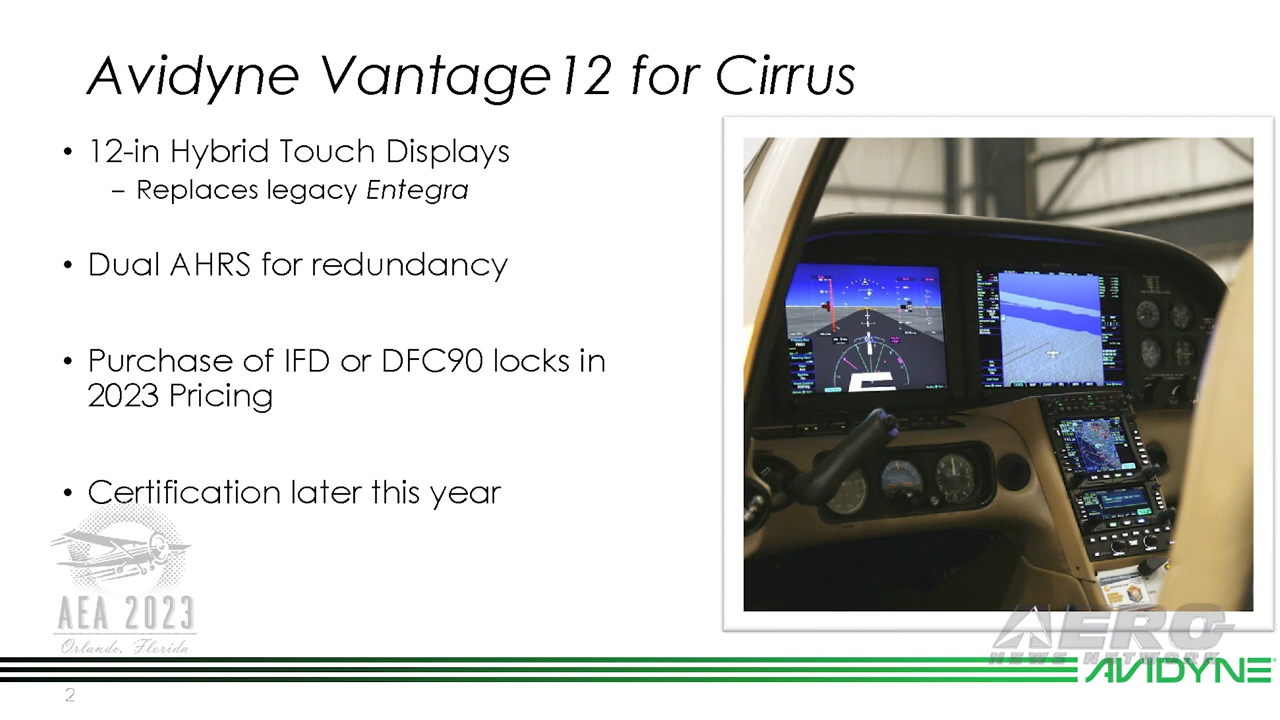 Avidyne Vantage12 for Cirrus
• 12-in Hybrid Touch Displays
– Replaces legacy Entegra
• Dual AHRS for redundancy
• Purchase of IFD or DFC90 locks in
2023 Pricing
• Certification later this year
AEA 2023
Orlando, Florida
AERO-
NEWS NETWORK
AVIDYNE
2